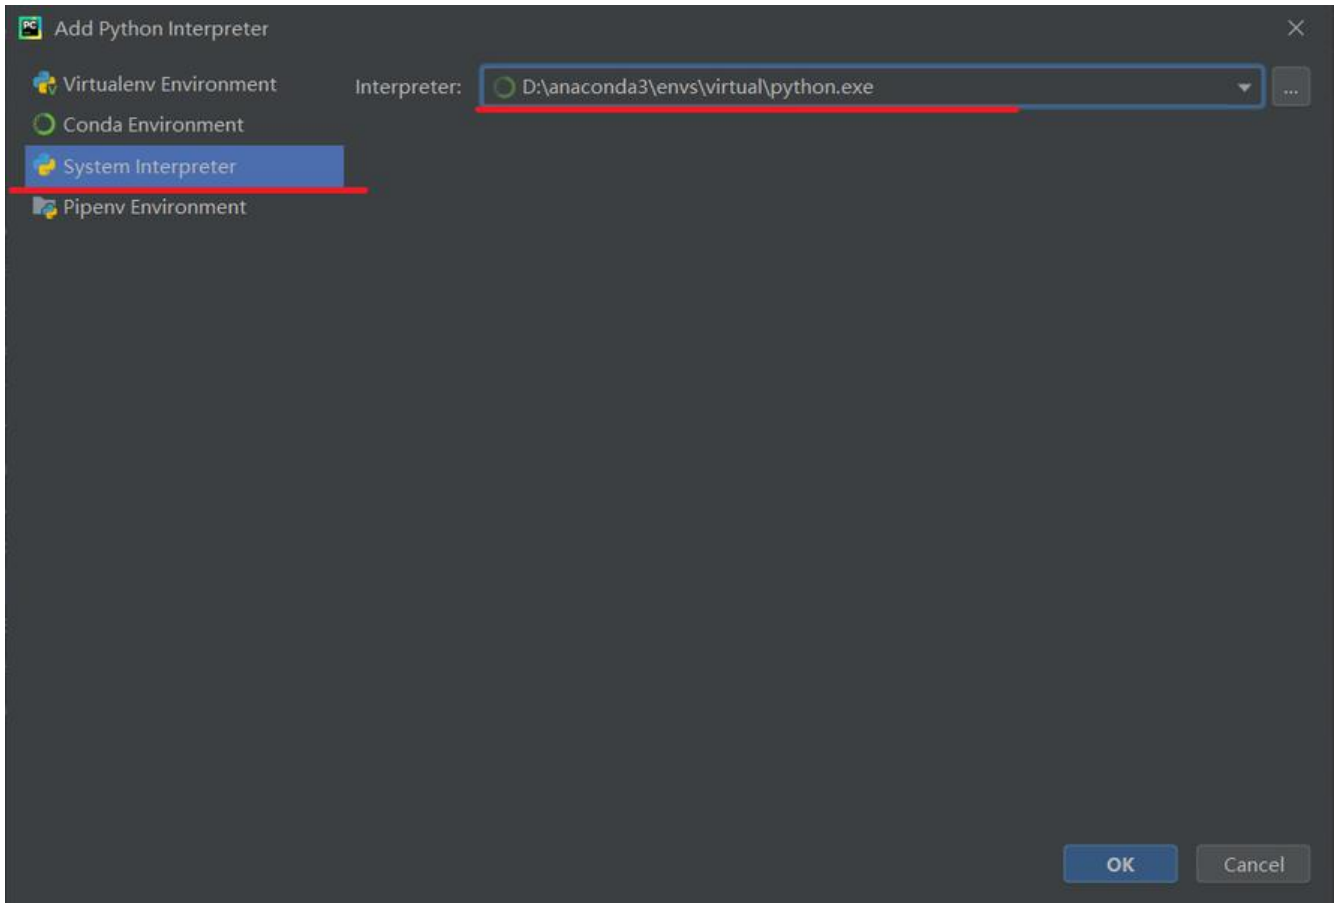 PC Add Python Interpreter
Virtualenv Environment
Interpreter: D:\anaconda3\envs\virtual\python.exe ...
Conda Environment
System Interpreter
Pipenv Environment
OK Cancel